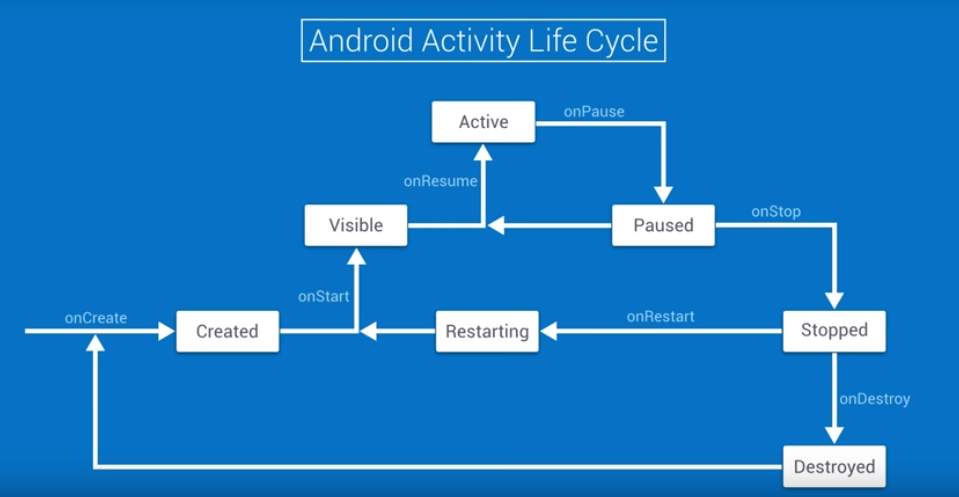 Android Activity Life Cycle
Active
onPause
onResume
Visible
Paused
onStop
onStart
onCreate
Created
Restarting
onRestart
Stopped
onDestroy
Destroyed